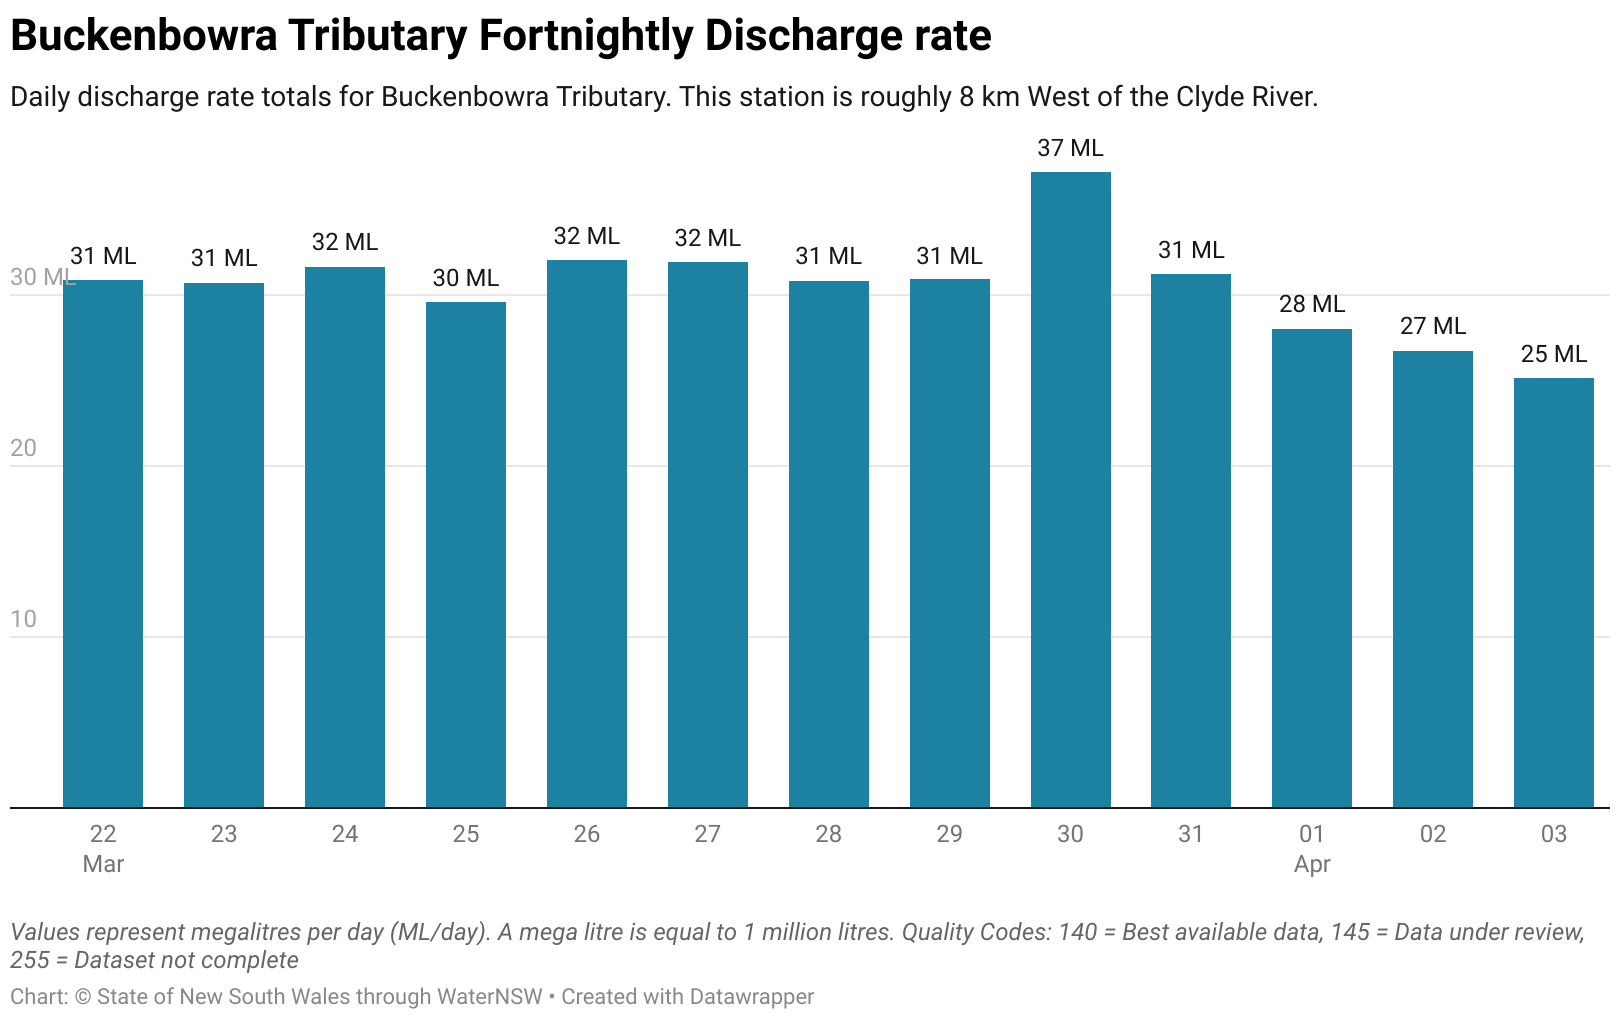 Buckenbowra Tributary Fortnightly Discharge rate
Daily discharge rate totals for Buckenbowra Tributary. This station is roughly 8 km West of the Clyde River.
37 ML
32 ML
32 ML
32 ML
31 ML
31 ML
31 ML
31 ML
31 ML
30 ML
30 ML
28 ML
27 ML
25 ML
20
10
22 23 24 25 26 27 28 29 30 31 01 02 03
Mar Apr
Values represent megalitres per day (ML/day). A mega litre is equal to 1 million litres. Quality Codes: 140 = Best available data, 145 = Data under review,
255 = Dataset not complete
Chart: © State of New South Wales through WaterNSW • Created with Datawrapper